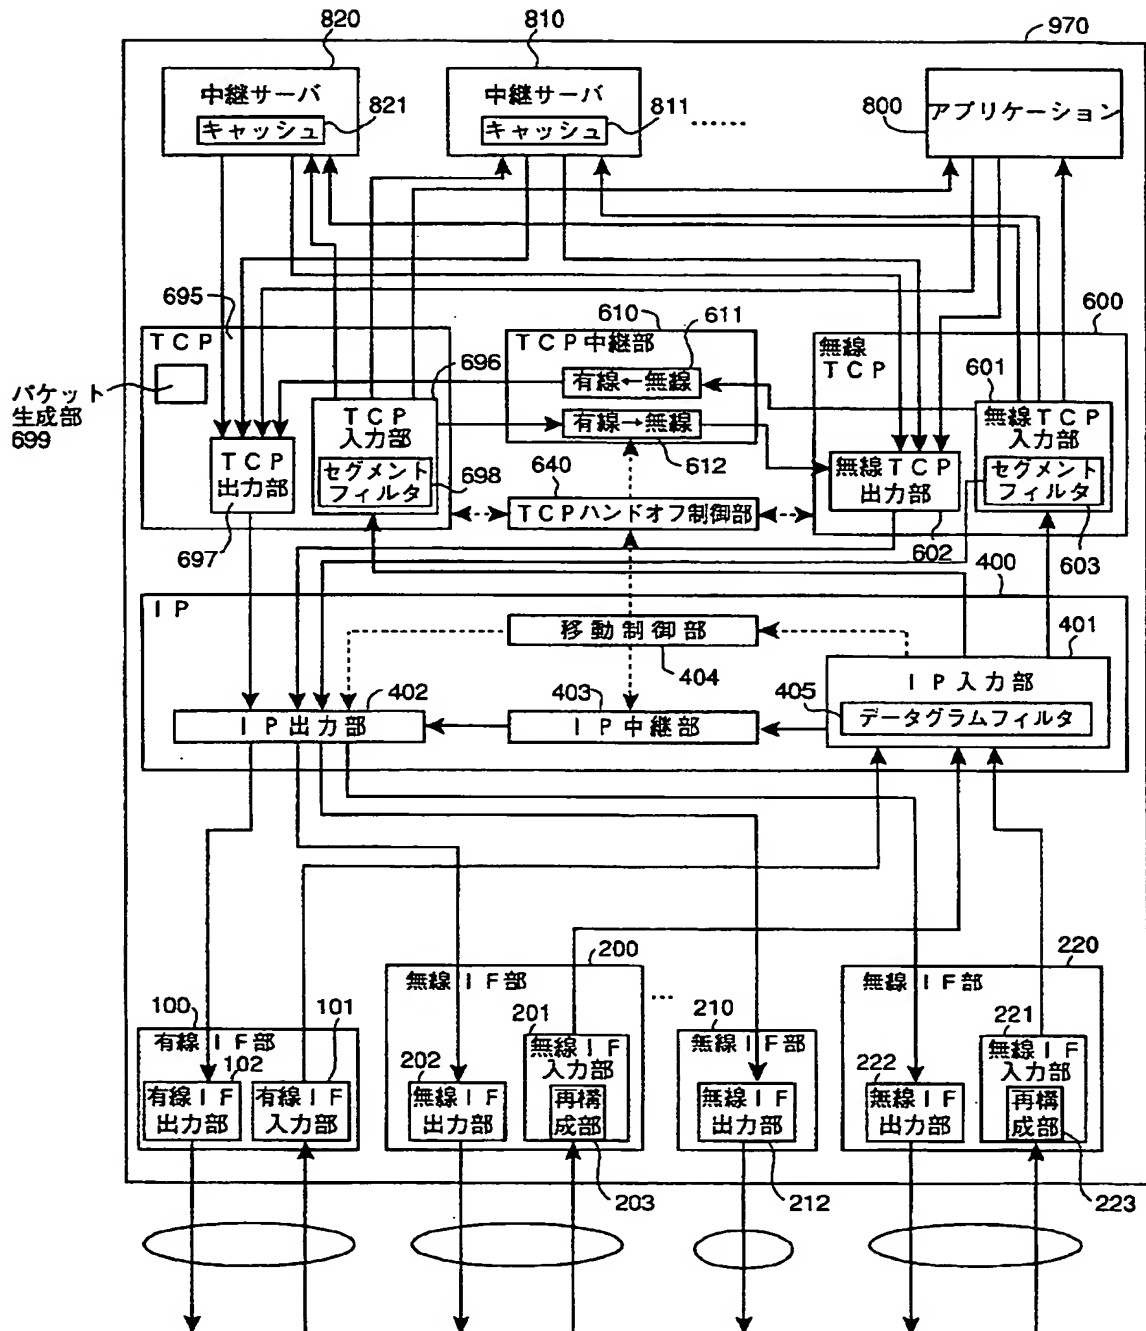 820
810
970
中継サーバ
821
キャッシュ
中継サーバ
811
キャッシュ
……
800
アプリケーション
695
TCP
パケット
生成部
699
696
TCP
入力部
セグメント
フィルタ
698
TCP
出力部
697
610
611
TCP中継部
有線←無線
有線→無線
612
640
TCPハンドオフ制御部
600
無線
TCP
601
無線TCP
入力部
セグメント
フィルタ
603
無線TCP
出力部
602
400
IP
移動制御部
404
401
IP入力部
405
データグラムフィルタ
402
IP出力部
403
IP中継部
100
有線IF部
102
有線IF
出力部
101
有線IF
入力部
200
無線IF部
201
無線IF
入力部
再構
成部
203
202
無線IF
出力部
…
210
無線IF部
無線IF
出力部
212
220
無線IF部
221
無線IF
入力部
再構
成部
223
222
無線IF
出力部